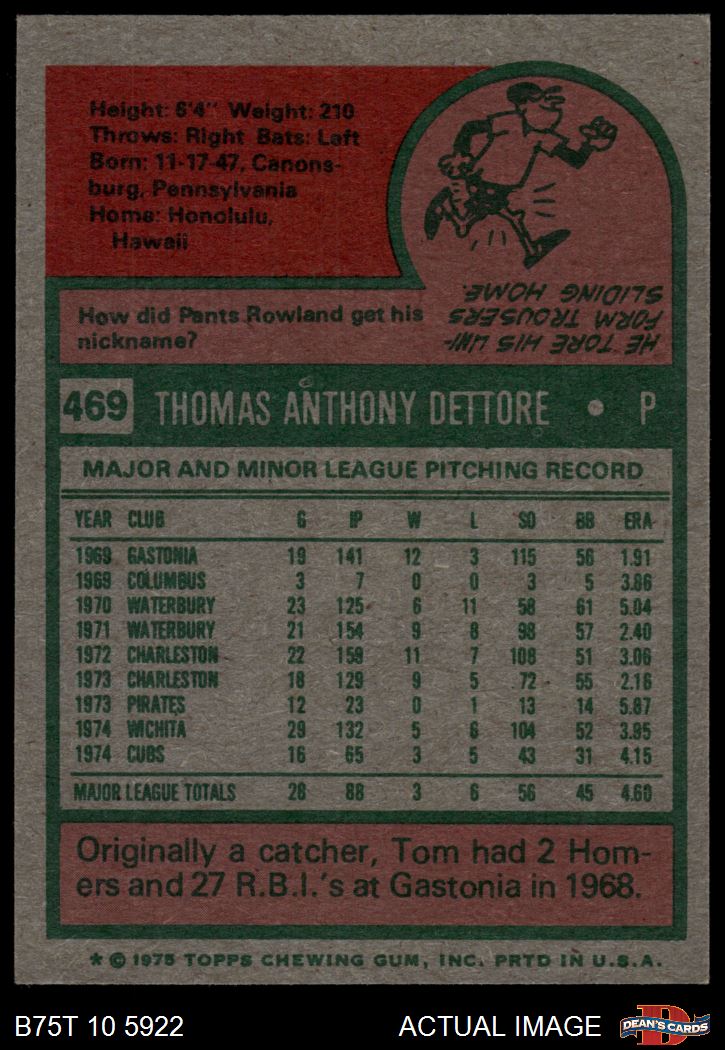 Height: 6'4" Weight: 210
Throws: Right Bats: Left
Born: 11-17-47, Canons-
burg, Pennsylvania
Home: Honolulu,
Hawaii
How did Pants Rowland get his
nickname?
HE TORE HIS UNI-
FORM TROUSERS
SLIDING HOME.
469 THOMAS ANTHONY DETTORE • P
MAJOR AND MINOR LEAGUE PITCHING RECORD
YEAR CLUB G IP W L SO BB ERA
1969 GASTONIA 19 141 12 3 115 56 1.91
1969 COLUMBUS 3 7 0 0 3 5 3.86
1970 WATERBURY 23 125 6 11 58 61 5.04
1971 WATERBURY 21 154 9 8 98 57 2.40
1972 CHARLESTON 22 159 11 7 108 51 3.06
1973 CHARLESTON 18 129 9 5 72 55 2.16
1973 PIRATES 12 23 0 1 13 14 5.87
1974 WICHITA 29 132 5 6 104 52 3.95
1974 CUBS 16 65 3 5 43 31 4.15
MAJOR LEAGUE TOTALS 28 88 3 6 56 45 4.60
Originally a catcher, Tom had 2 Hom-
ers and 27 R.B.I.'s at Gastonia in 1968.
* © 1975 TOPPS CHEWING GUM, INC. PRTD IN U.S.A.
B75T 10 5922 ACTUAL IMAGE DEAN'S CARDS